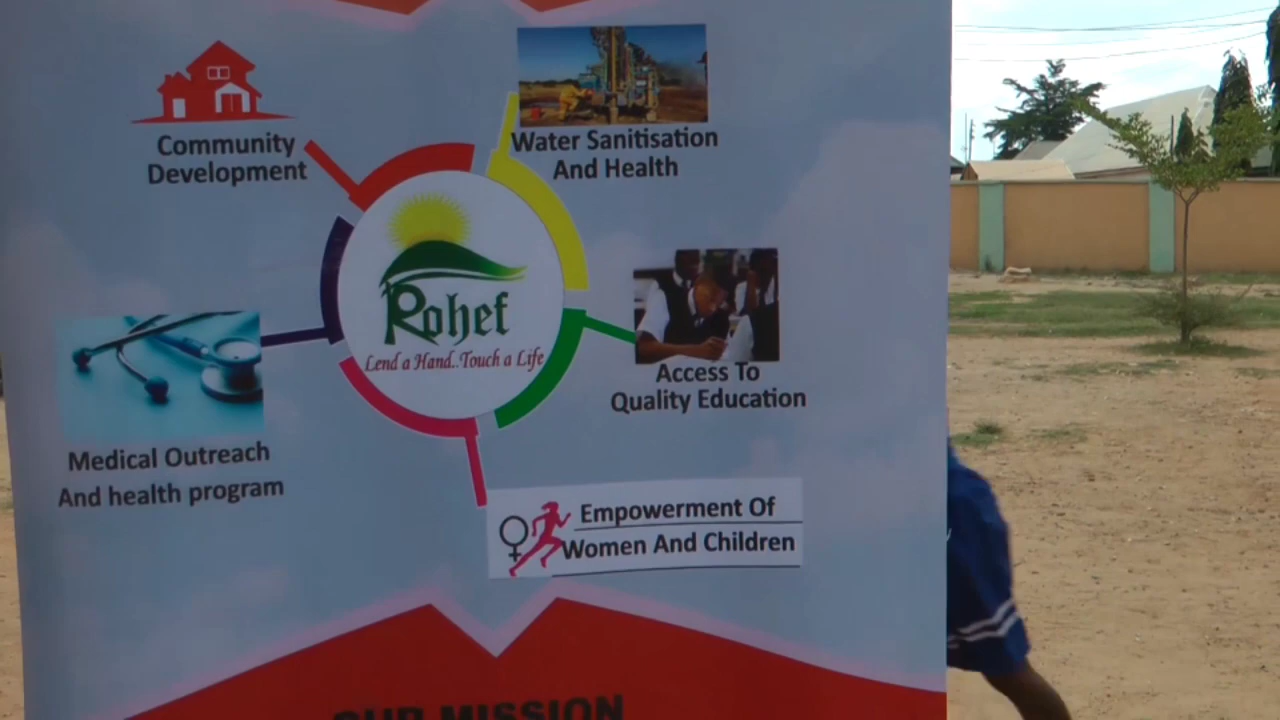 Community
Development
Water Sanitisation
And Health
Rohef
Lend a Hand..Touch a Life
Access To
Quality Education
Medical Outreach
And health program
Empowerment Of
Women And Children
OUR MISSION